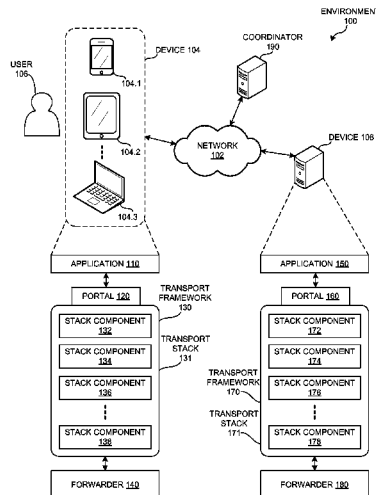 ENVIRONMENT
100
COORDINATOR
190
DEVICE 104
USER
106
104.1
104.2
104.3
NETWORK
102
DEVICE 106
APPLICATION 110
APPLICATION 150
PORTAL 120
PORTAL 160
TRANSPORT
FRAMEWORK
130
STACK COMPONENT
132
STACK COMPONENT
172
TRANSPORT
STACK
131
STACK COMPONENT
134
STACK COMPONENT
174
STACK COMPONENT
136
TRANSPORT
FRAMEWORK
170
STACK COMPONENT
176
TRANSPORT
STACK
171
STACK COMPONENT
138
STACK COMPONENT
178
FORWARDER 140
FORWARDER 180